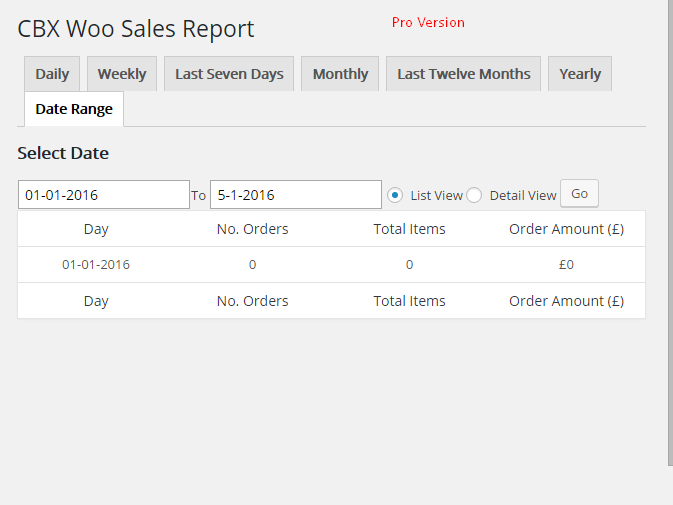 CBX Woo Sales Report
Pro Version
Daily Weekly Last Seven Days Monthly Last Twelve Months Yearly
Date Range
Select Date
01-01-2016 To 5-1-2016 List View Detail View Go
Day No. Orders Total Items Order Amount (£)
01-01-2016 0 0 £0
Day No. Orders Total Items Order Amount (£)